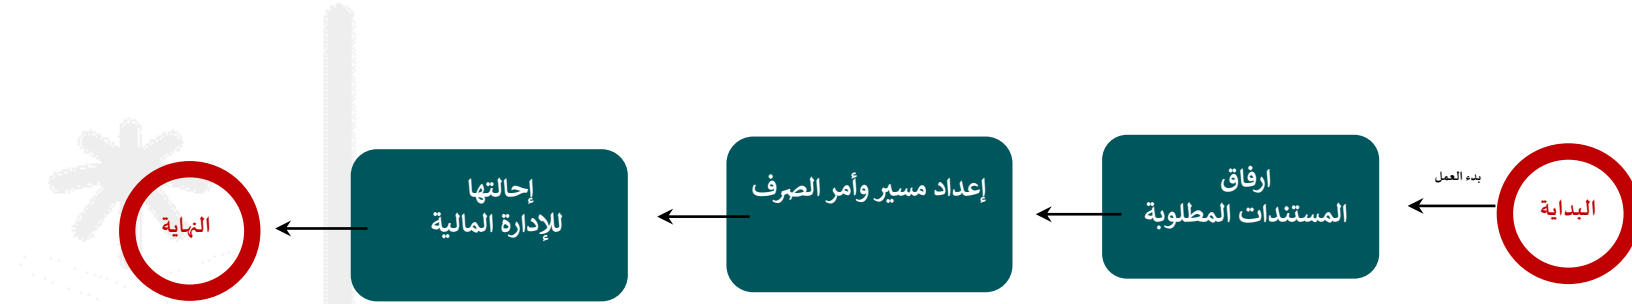 البداية
بدء العمل
ارفاق
المستندات المطلوبة
إعداد مسير وأمر الصرف
إحالتها
للإدارة المالية
النهاية